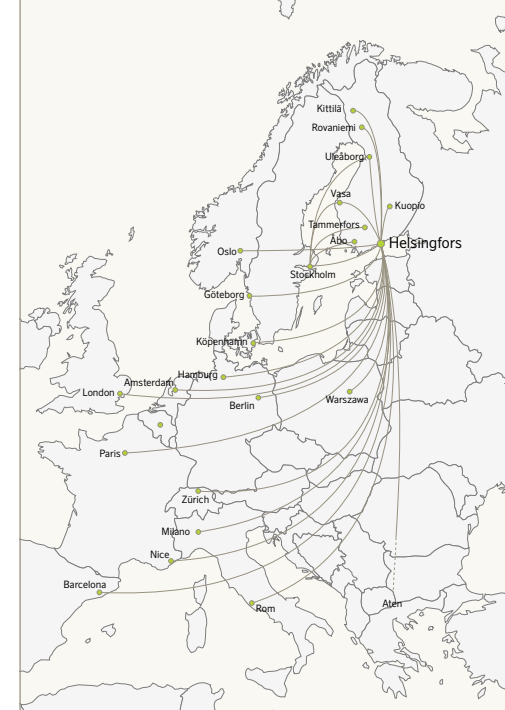 Kittilä
Rovaniemi
Uleåborg
Vasa
Kuopio
Tammerfors
Åbo
Helsingfors
Oslo
Stockholm
Göteborg
Köpenhamn
Hamburg
Amsterdam
London
Berlin
Warszawa
Paris
Zürich
Milano
Nice
Barcelona
Aten
Rom